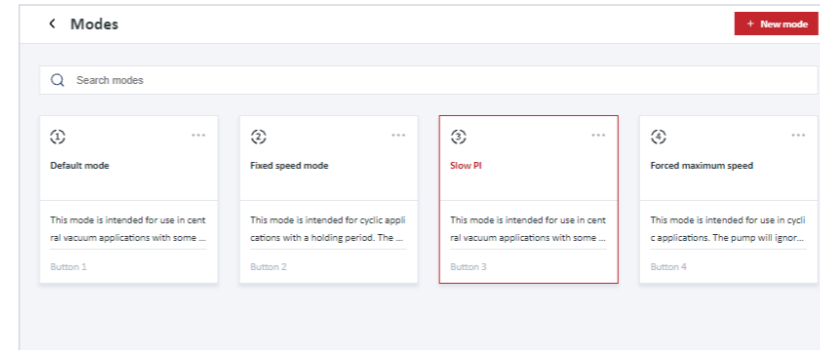 Modes
+ New mode
Search modes
1
Default mode
This mode is intended for use in cent
ral vacuum applications with some ...
Button 1
2
Fixed speed mode
This mode is intended for cyclic appli
cations with a holding period. The ...
Button 2
3
Slow PI
This mode is intended for use in cent
ral vacuum applications with some ...
Button 3
4
Forced maximum speed
This mode is intended for use in cycli
c applications. The pump will ignor...
Button 4